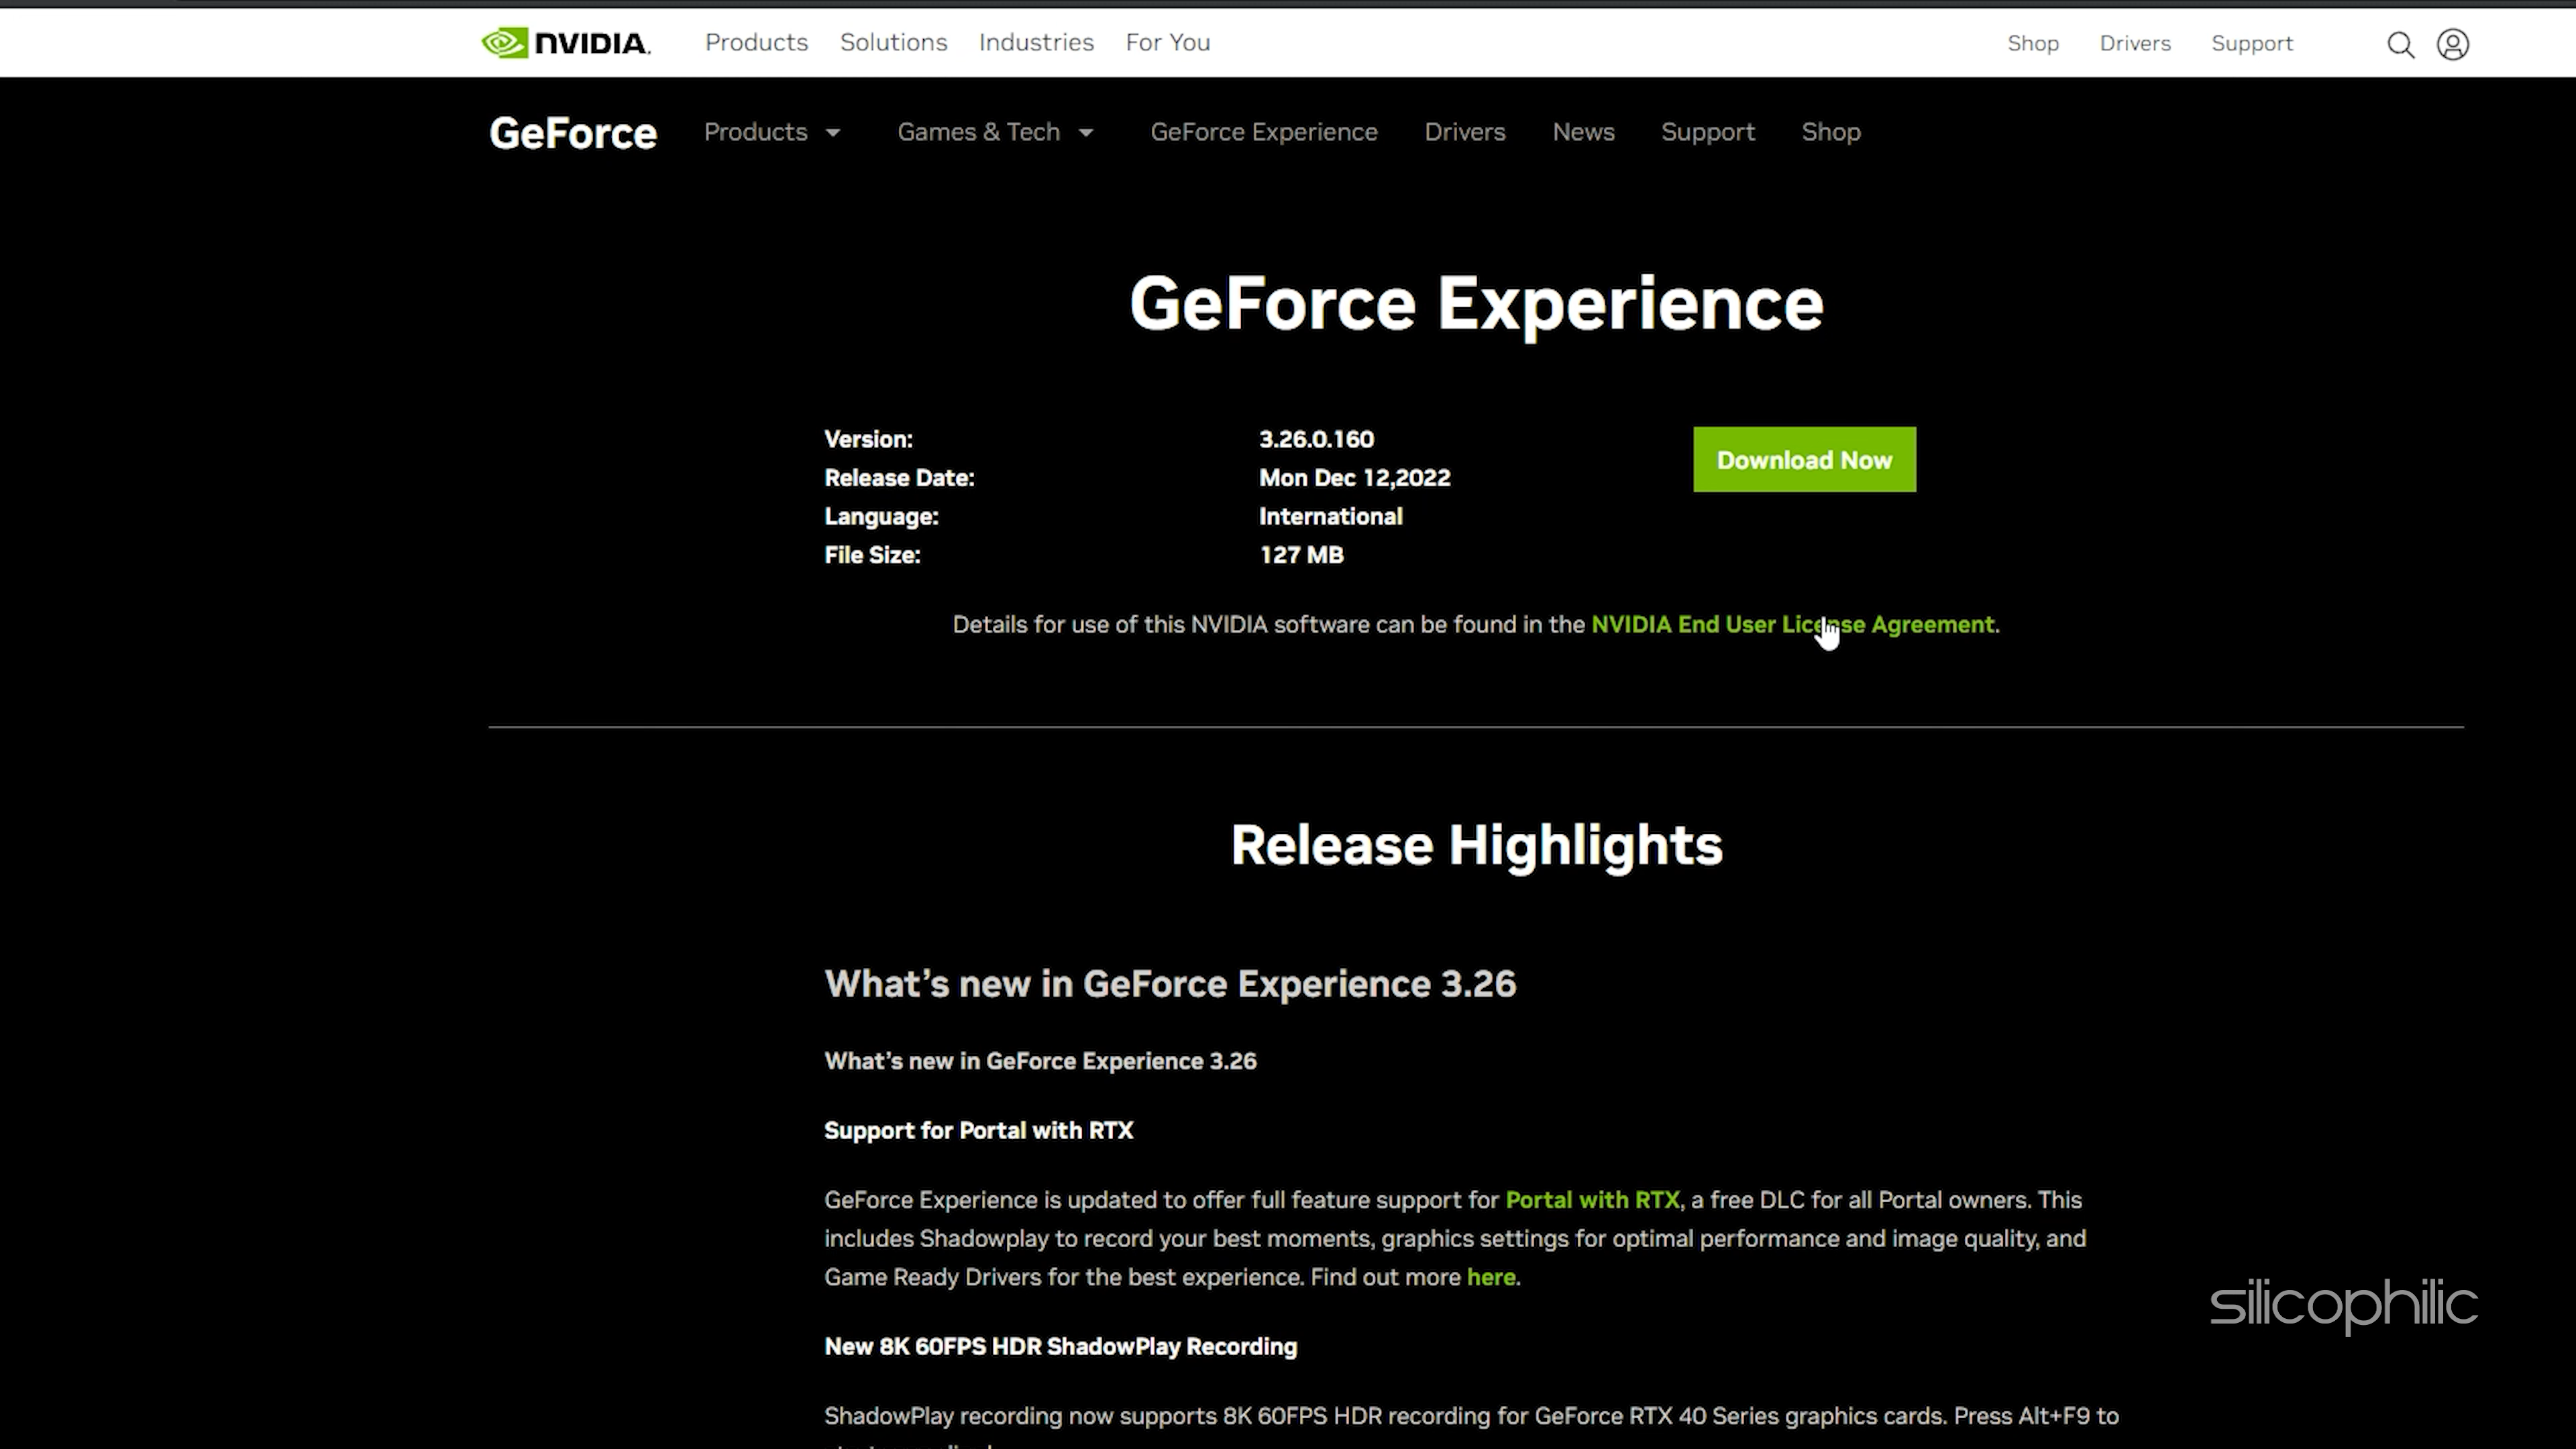 NVIDIA. Products Solutions Industries For You Shop Drivers Support
GeForce Products Games & Tech GeForce Experience Drivers News Support Shop
GeForce Experience
Version: 3.26.0.160 Download Now
Release Date: Mon Dec 12,2022
Language: International
File Size: 127 MB
Details for use of this NVIDIA software can be found in the NVIDIA End User License Agreement.
Release Highlights
What's new in GeForce Experience 3.26
What's new in GeForce Experience 3.26
Support for Portal with RTX
GeForce Experience is updated to offer full feature support for Portal with RTX, a free DLC for all Portal owners. This
includes Shadowplay to record your best moments, graphics settings for optimal performance and image quality, and
Game Ready Drivers for the best experience. Find out more here.
silicophilic
New 8K 60FPS HDR ShadowPlay Recording
ShadowPlay recording now supports 8K 60FPS HDR recording for GeForce RTX 40 Series graphics cards. Press Alt+F9 to